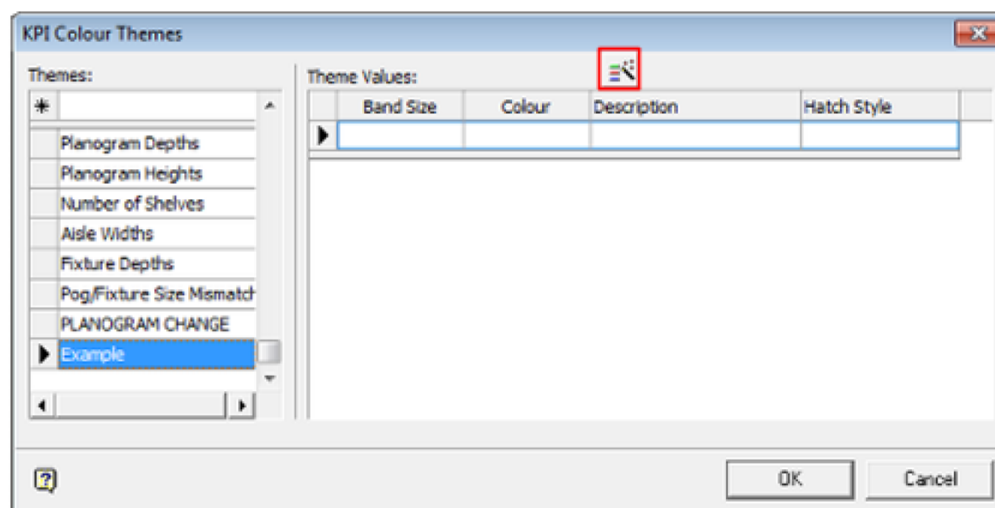 KPI Colour Themes
Themes:
Planogram Depths
Planogram Heights
Number of Shelves
Aisle Widths
Fixture Depths
Pog/Fixture Size Mismatch
PLANOGRAM CHANGE
Example
Theme Values:
Band Size Colour Description Hatch Style
OK Cancel